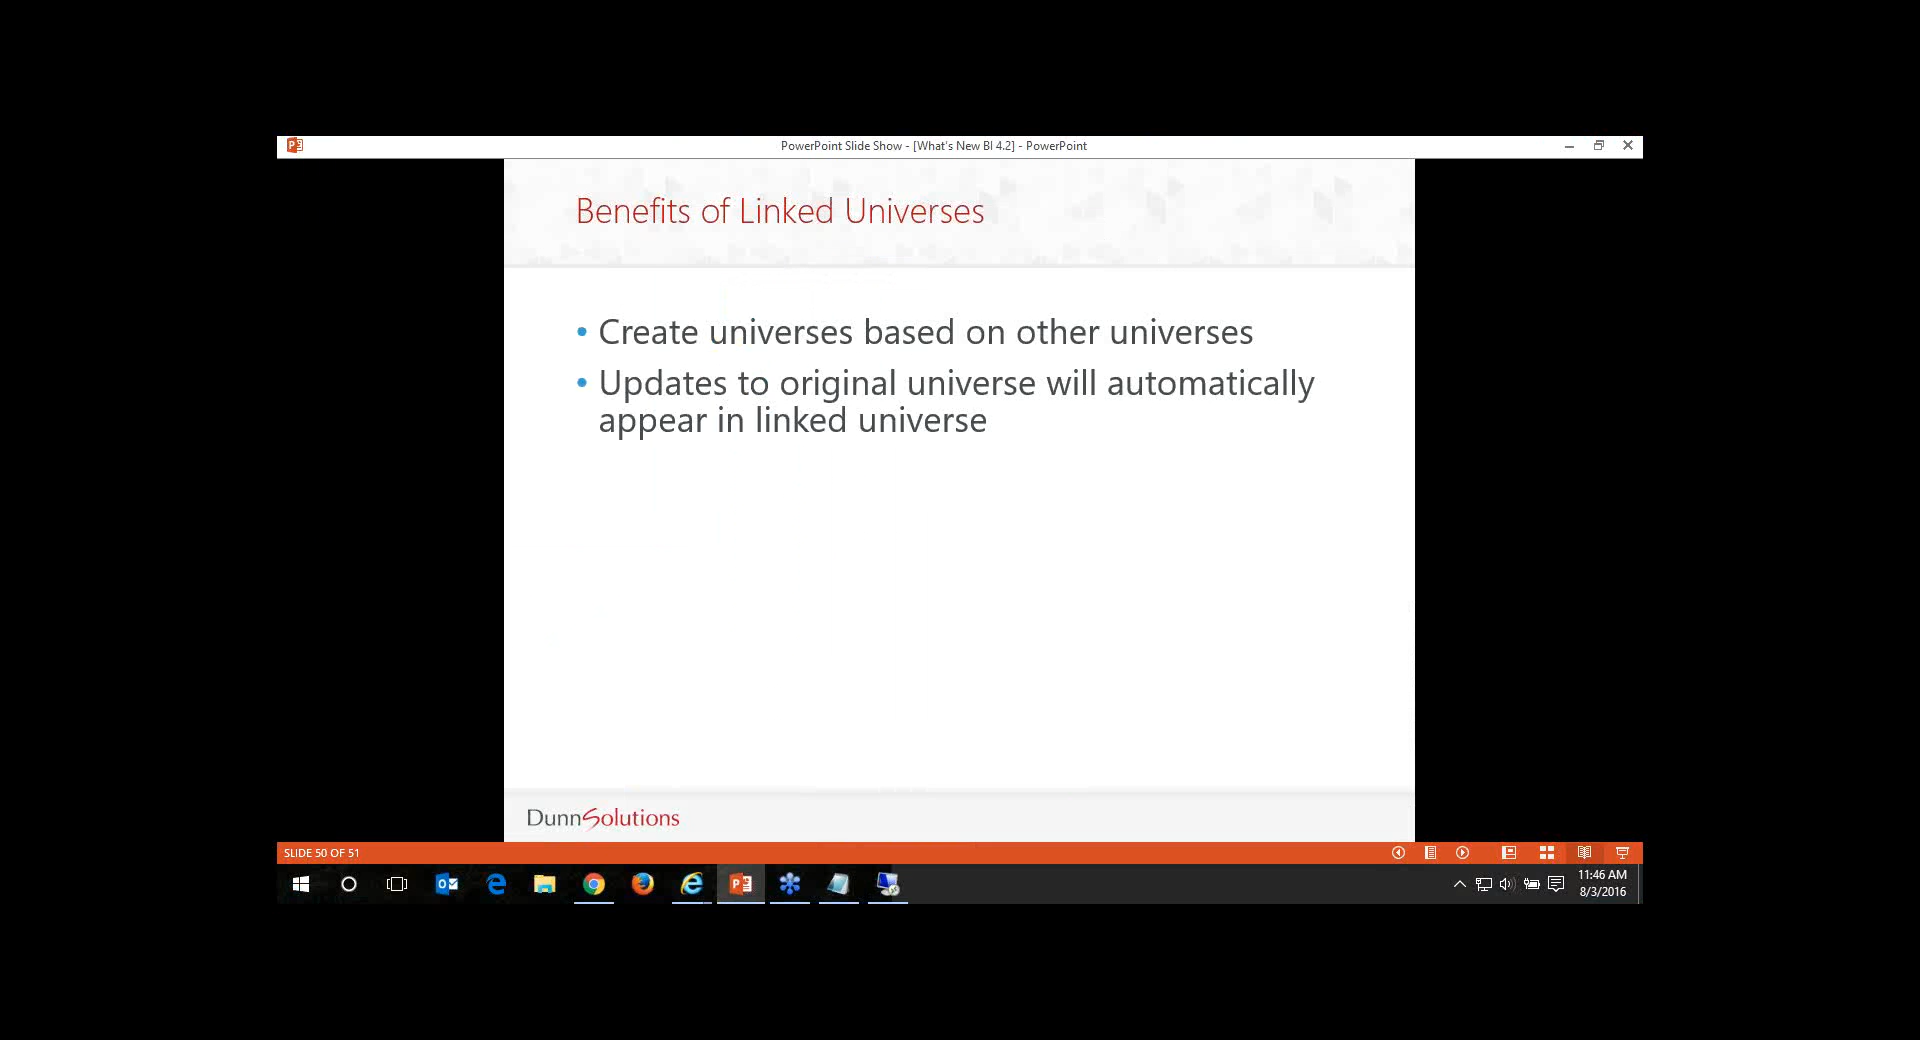 PowerPoint Slide Show - [What's New BI 4.2] - PowerPoint
Benefits of Linked Universes
• Create universes based on other universes
• Updates to original universe will automatically
appear in linked universe
DunnSolutions
SLIDE 50 OF 51
11:46 AM
8/3/2016